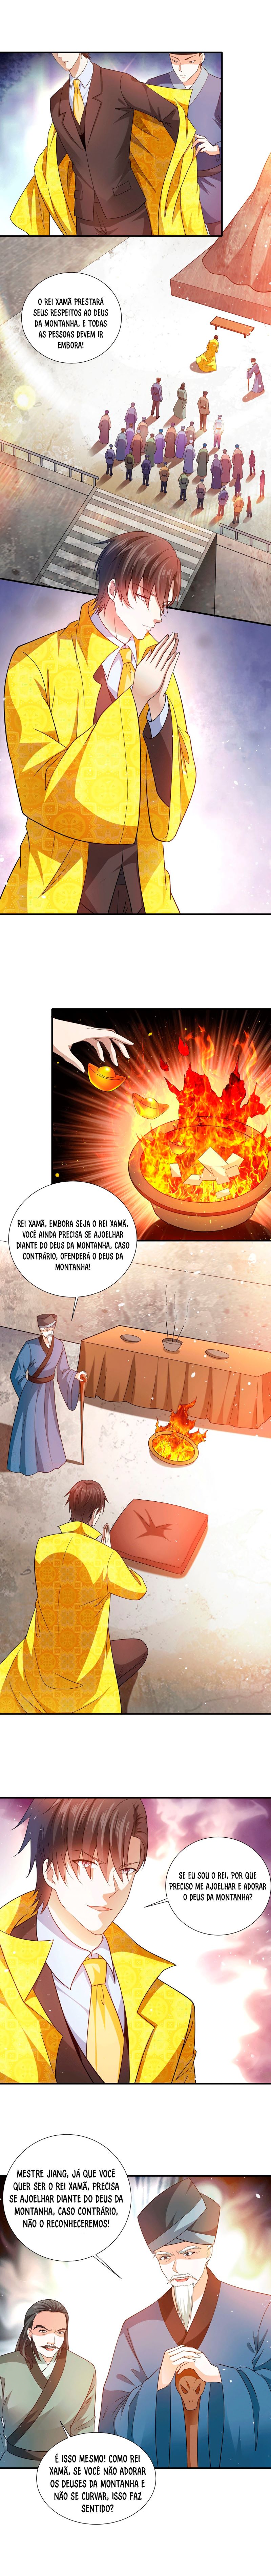 O REI XAMÃ PRESTARÁ
SEUS RESPEITOS AO DEUS
DA MONTANHA, E TODAS
AS PESSOAS DEVEM IR
EMBORA!
REI XAMÃ, EMBORA SEJA O REI XAMÃ,
VOCÊ AINDA PRECISA SE AJOELHAR
DIANTE DO DEUS DA MONTANHA, CASO
CONTRÁRIO, OFENDERÁ O DEUS DA
MONTANHA!
SE EU SOU O REI, POR QUE
PRECISO ME AJOELHAR E ADORAR
O DEUS DA MONTANHA?
MESTRE JIANG, JÁ QUE VOCÊ
QUER SER O REI XAMÃ, PRECISA
SE AJOELHAR DIANTE DO DEUS DA
MONTANHA, CASO CONTRÁRIO,
NÃO O RECONHECEREMOS!
É ISSO MESMO! COMO REI
XAMÃ, SE VOCÊ NÃO ADORAR
OS DEUSES DA MONTANHA E
NÃO SE CURVAR, ISSO FAZ
SENTIDO?